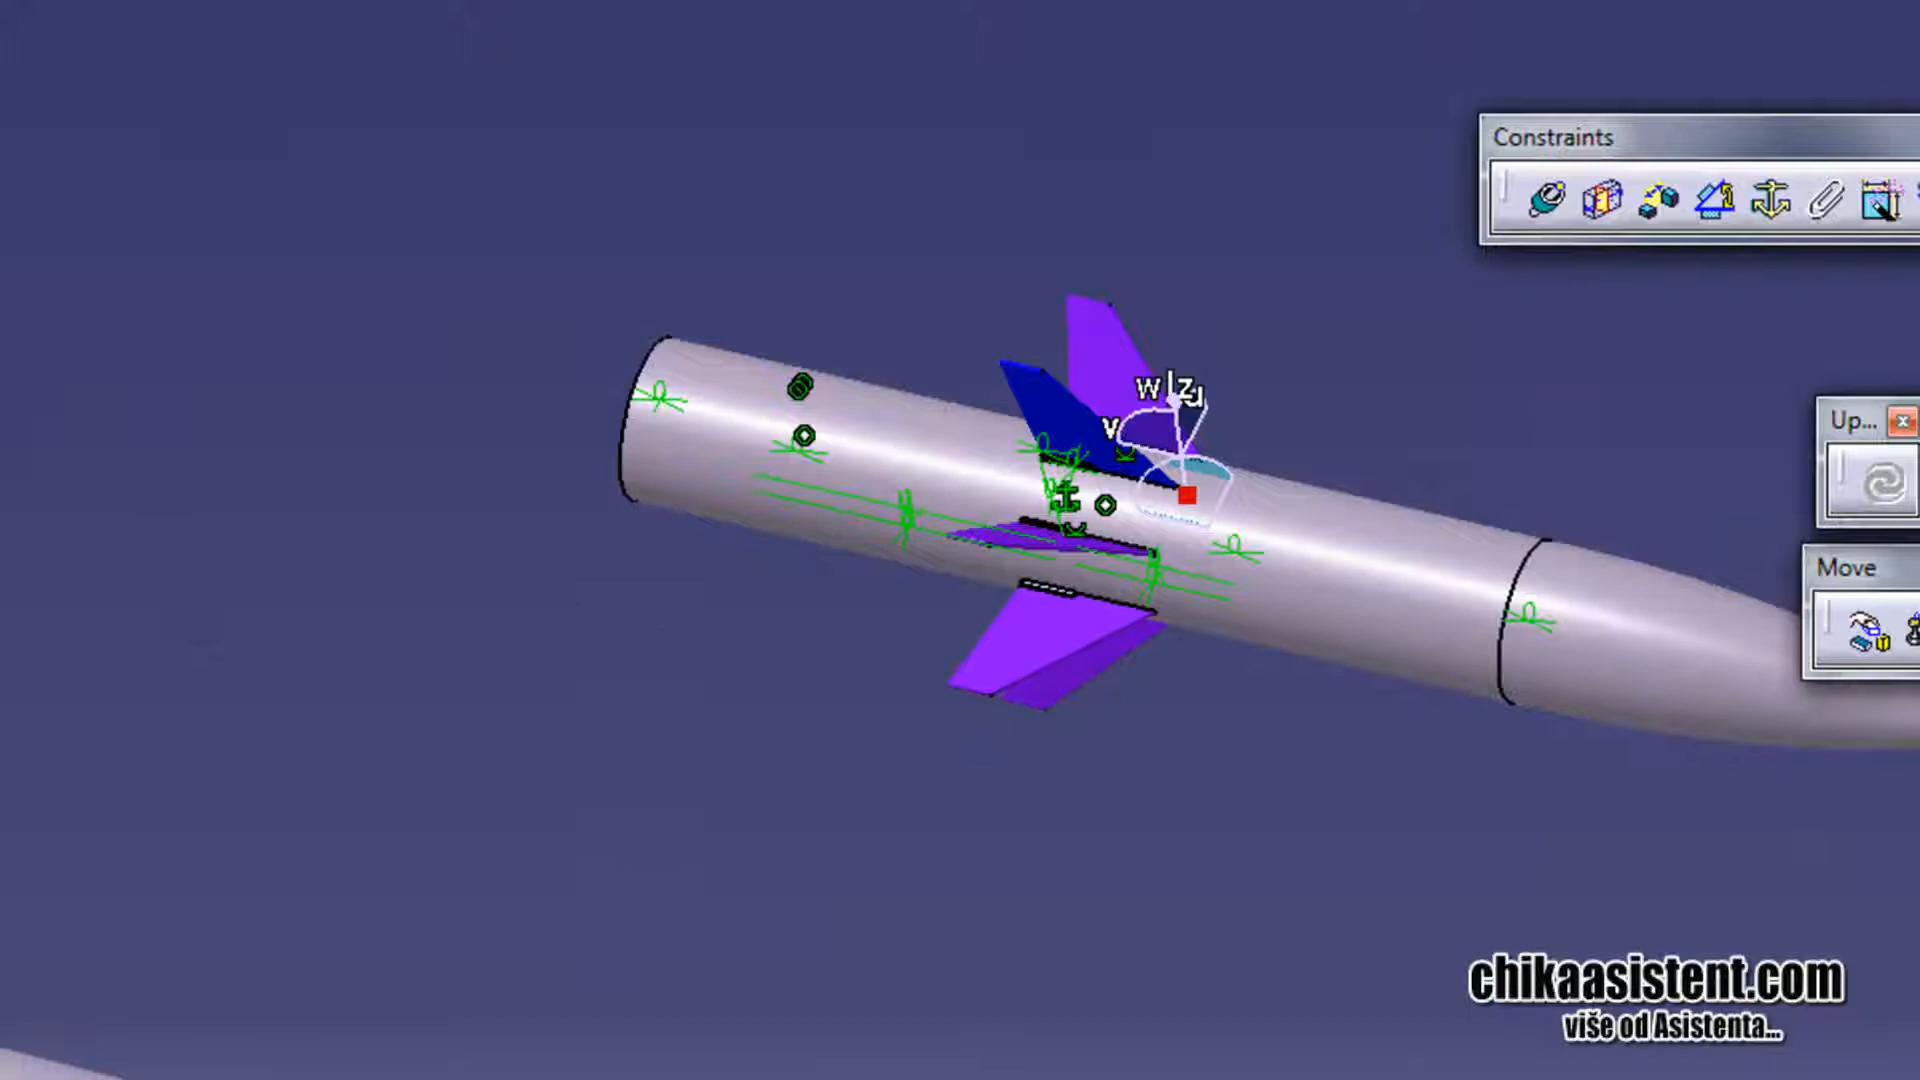 Constraints
w z
u
v
Up...
Move
chikaasistent.com
više od Asistenta...